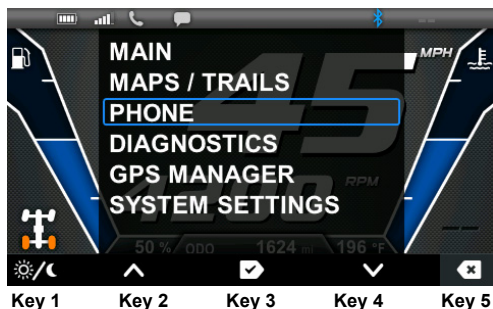 MPH
MAIN
MAPS / TRAILS
PHONE
DIAGNOSTICS
GPS MANAGER
SYSTEM SETTINGS
45
1200 RPM
50 % ODO 1624 mi 196 °F
Key 1 Key 2 Key 3 Key 4 Key 5